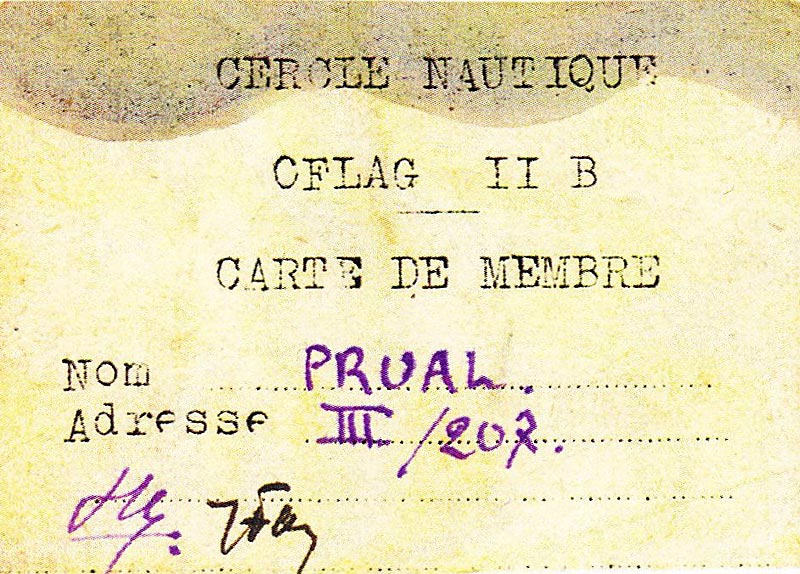 CERCLE NAUTIQUE
OFLAG II B
CARTE DE MEMBRE
Nom PRUAL.
Adresse III/207.